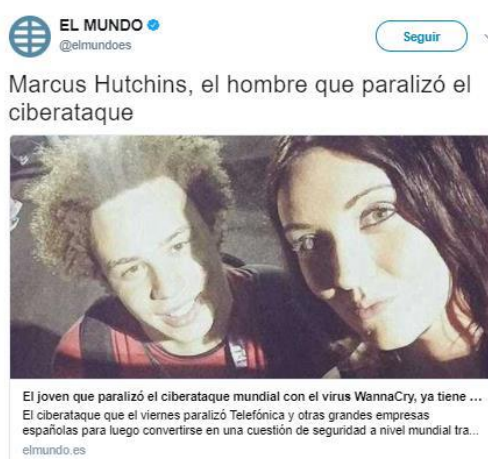 EL MUNDO
@elmundoes
Seguir
Marcus Hutchins, el hombre que paralizó el
ciberataque
El joven que paralizó el ciberataque mundial con el virus WannaCry, ya tiene ...
El ciberataque que el viernes paralizó Telefónica y otras grandes empresas
españolas para luego convertirse en una cuestión de seguridad a nivel mundial tra...
elmundo.es